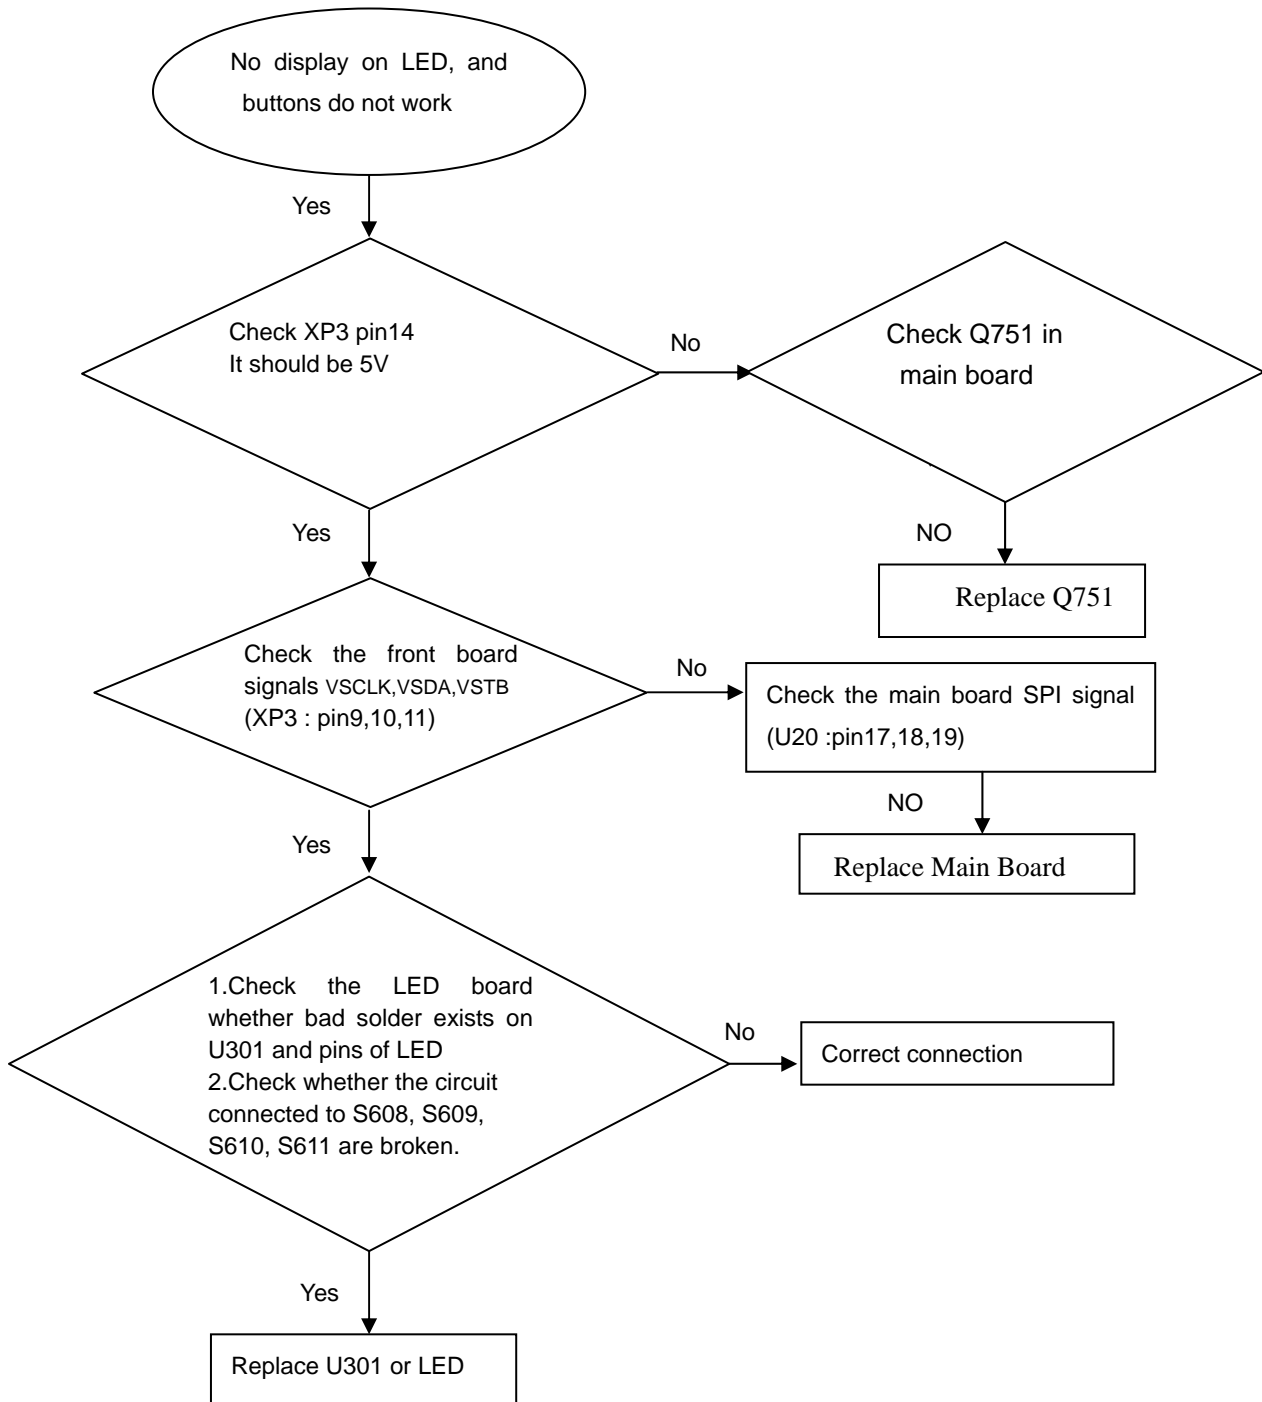 No display on LED, and
buttons do not work
Yes
Check XP3 pin14
It should be 5V
No
Check Q751 in
main board
Yes
NO
Replace Q751
Check the front board
signals VSCLK,VSDA,VSTB
(XP3 : pin9,10,11)
No
Check the main board SPI signal
(U20 :pin17,18,19)
NO
Replace Main Board
Yes
1.Check the LED board
whether bad solder exists on
U301 and pins of LED
2.Check whether the circuit
connected to S608, S609,
S610, S611 are broken.
No
Correct connection
Yes
Replace U301 or LED